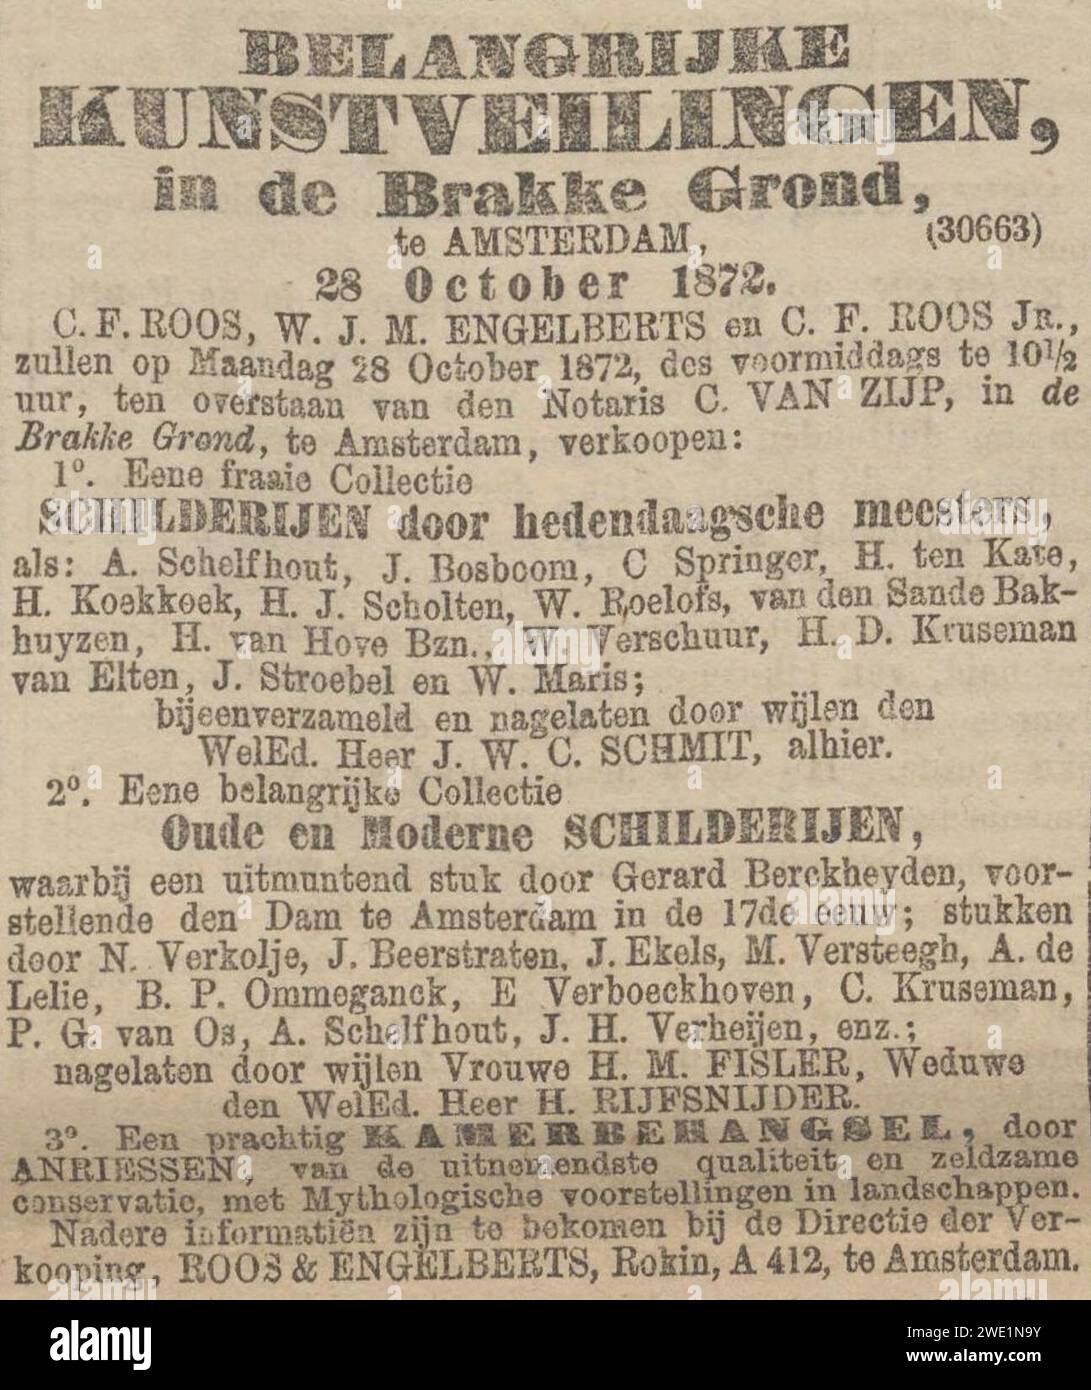 BELANGRIJKE
KUNSTVEILINGEN,
in de Brakke Grond,
te AMSTERDAM, (30663)
28 October 1872.
C. F. ROOS, W. J. M. ENGELBERTS en C. F. ROOS JR.,
zullen op Maandag 28 October 1872, des voormiddags te 10½
uur, ten overstaan van den Notaris C. VAN ZIJP, in de
Brakke Grond, te Amsterdam, verkoopen:
1°. Eene fraaie Collectie
SCHILDERIJEN door hedendaagsche meesters,
als: A. Schelfhout, J. Bosboom, C Springer, H. ten Kate,
H. Koekkoek, H. J. Scholten, W. Roelofs, van den Sande Bak-
huyzen, H. van Hove Bzn., W. Verschuur, H. D. Kruseman
van Elten, J. Stroebel en W. Maris;
bijeenverzameld en nagelaten door wijlen den
WelEd. Heer J. W. C. SCHMIT, alhier.
2°. Eene belangrijke Collectie
Oude en Moderne SCHILDERIJEN,
waarbij een uitmuntend stuk door Gerard Berckheyden, voor-
stellende den Dam te Amsterdam in de 17de eeuw; stukken
door N. Verkolje, J. Beerstraten, J. Ekels, M. Versteegh, A. de
Lelie, B. P. Ommeganck, E Verboeckhoven, C. Kruseman,
P. G. van Os, A. Schelfhout, J. H. Verheijen, enz.;
nagelaten door wijlen Vrouwe H. M. FISLER, Weduwe
den WelEd. Heer H. RIJFSNIJDER.
3°. Een prachtig KAMERBEHANGSEL, door
ANRIESSEN, van de uitnemendste qualiteit en zeldzame
conservatie, met Mythologische voorstellingen in landschappen.
Nadere informatiën zijn te bekomen bij de Directie der Ver-
kooping, ROOS & ENGELBERTS, Rokin, A 412, te Amsterdam.
alamy
Image ID: 2WE1N9Y
www.alamy.com